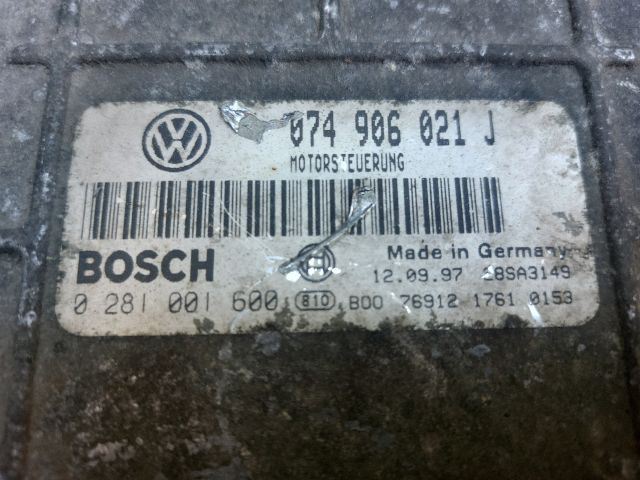 074 906 021 J
MOTORSTEUERUNG
BOSCH
Made in Germany
12.09.97 28SA3149
0 281 001 600 810 B00 76912 1761 0153